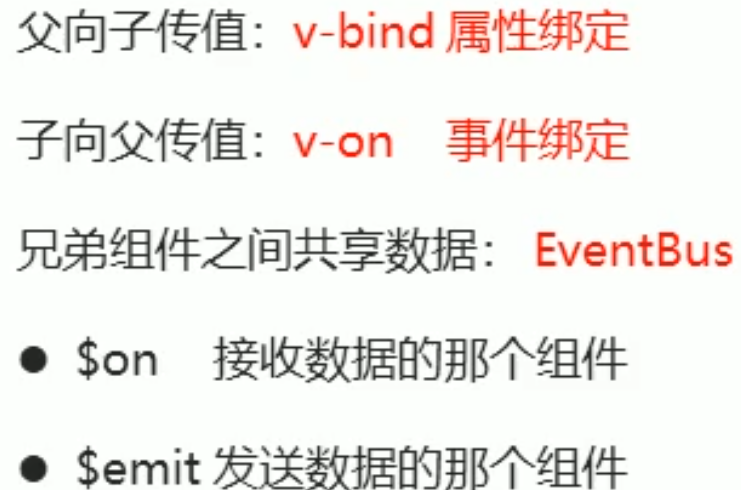 父向子传值：v-bind 属性绑定
子向父传值：v-on 事件绑定
兄弟组件之间共享数据： EventBus
● $on 接收数据的那个组件
● $emit 发送数据的那个组件